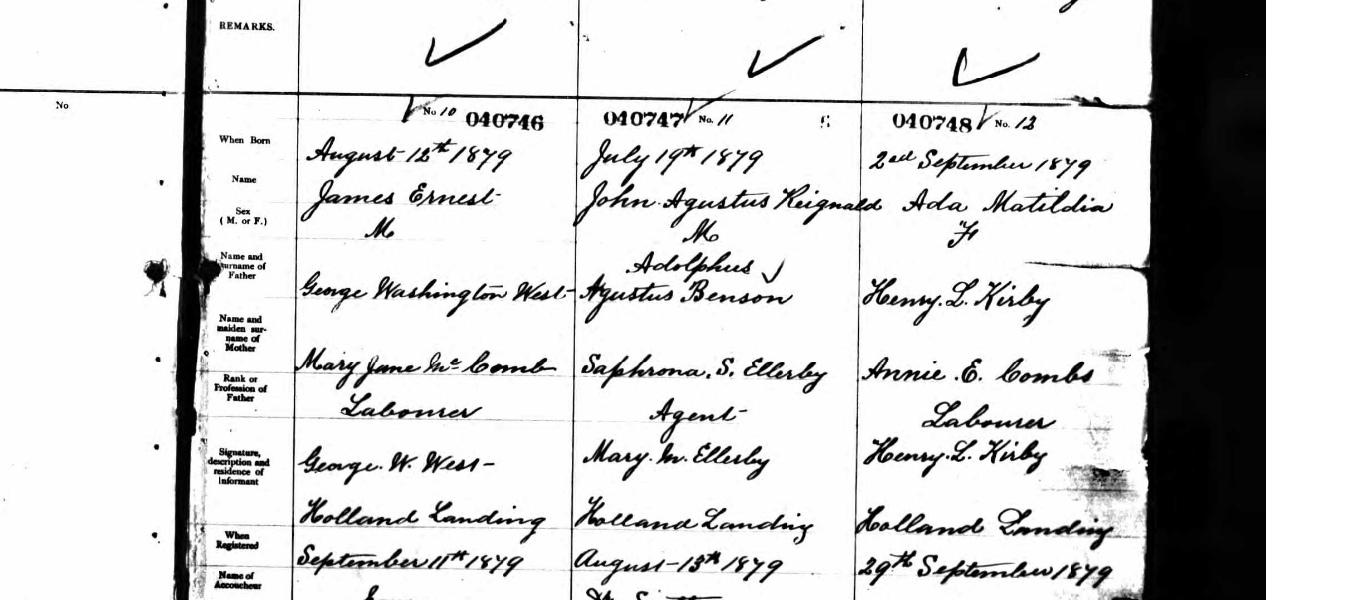 REMARKS.
No
No 10 040746 040747 No. 11 040748 No. 12
When Born August 12th 1879 July 19th 1879 2nd September 1879
Name James Ernest John Agustus Reignald Ada Matildia
Sex
( M. or F.) M M F
Name and
surname of
Father Adolphus
George Washington West Agustus Benson Henry. L. Kirby
Name and
maiden sur-
name of
Mother
Mary Jane Mc Comb Saphrona. S. Ellerby Annie. E. Combs
Rank or
Profession of
Father
Labourer Agent Labourer
Signature,
description and
residence of
Informant
George. W. West Mary. M. Ellerby Henry. L. Kirby
Holland Landing Holland Landing Holland Landing
When
Registered
September 11th 1879 August 13th 1879 29th September 1879
Name of
Accoucheur